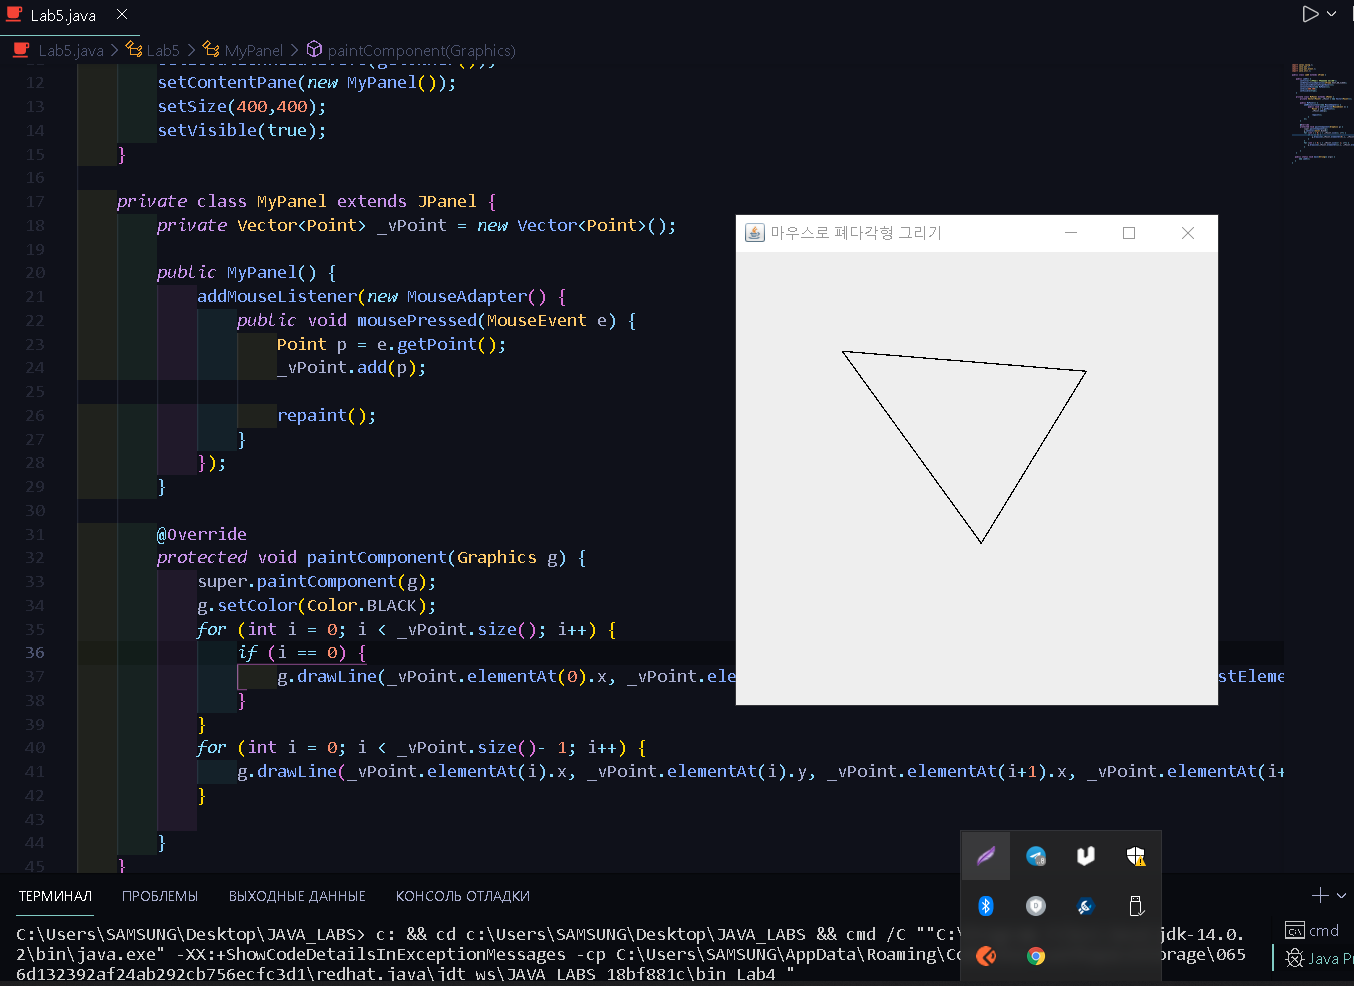 Lab5.java
Lab5.java > Lab5 > MyPanel > paintComponent(Graphics)
12 setContentPane(new MyPanel());
13 setSize(400,400);
14 setVisible(true);
15 }
16
17 private class MyPanel extends JPanel {
18 private Vector<Point> _vPoint = new Vector<Point>();
19
20 public MyPanel() {
21 addMouseListener(new MouseAdapter() {
22 public void mousePressed(MouseEvent e) {
23 Point p = e.getPoint();
24 _vPoint.add(p);
25
26 repaint();
27 }
28 });
29 }
30
31 @Override
32 protected void paintComponent(Graphics g) {
33 super.paintComponent(g);
34 g.setColor(Color.BLACK);
35 for (int i = 0; i < _vPoint.size(); i++) {
36 if (i == 0) {
37 g.drawLine(_vPoint.elementAt(0).x, _vPoint.ele stEleme
38 }
39 }
40 for (int i = 0; i < _vPoint.size()- 1; i++) {
41 g.drawLine(_vPoint.elementAt(i).x, _vPoint.elementAt(i).y, _vPoint.elementAt(i+1).x, _vPoint.elementAt(i+
42 }
43
44 }
45 }
마우스로 폐다각형 그리기
ТЕРМИНАЛ ПРОБЛЕМЫ ВЫХОДНЫЕ ДАННЫЕ КОНСОЛЬ ОТЛАДКИ
C:\Users\SAMSUNG\Desktop\JAVA_LABS> c: && cd c:\Users\SAMSUNG\Desktop\JAVA_LABS && cmd /C ""C:\ jdk-14.0.
2\bin\java.exe" -XX:+ShowCodeDetailsInExceptionMessages -cp C:\Users\SAMSUNG\AppData\Roaming\Co orage\065
6d132392af24ab292cb756ecfc3d1\redhat.java\jdt_ws\JAVA_LABS_18bf881c\bin Lab4 "
cmd
Java Pr